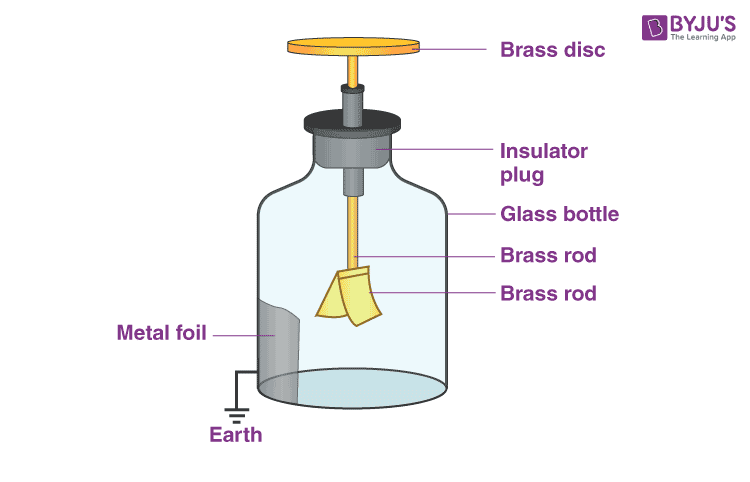 BYJU'S
The Learning App
Brass disc
Insulator
plug
Glass bottle
Brass rod
Brass rod
Metal foil
Earth